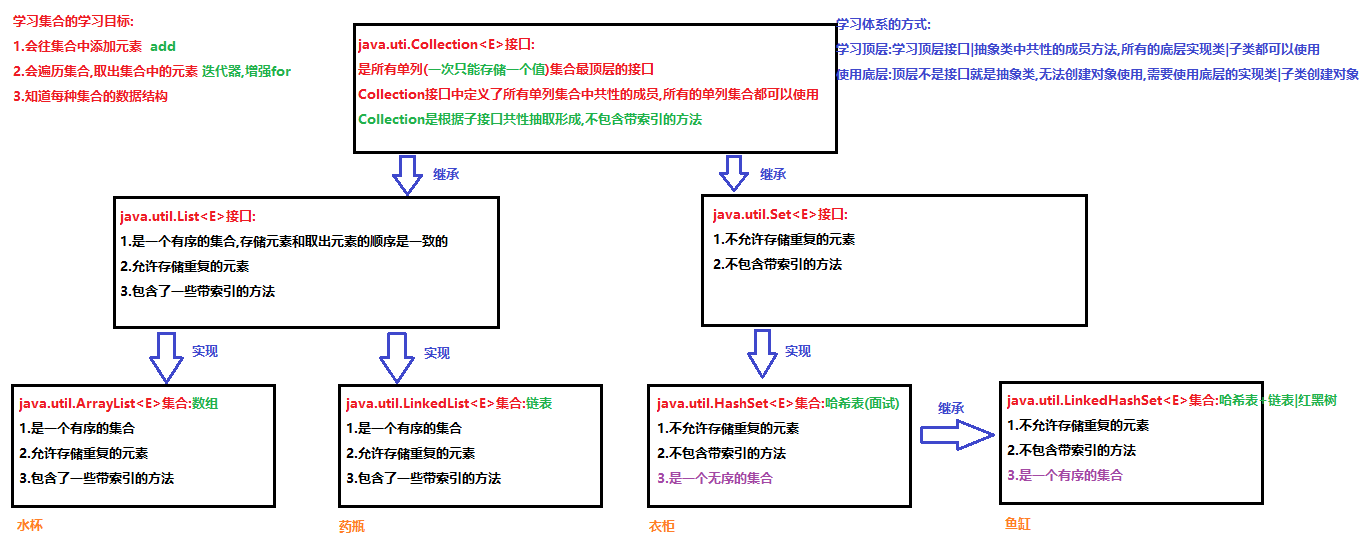 学习集合的学习目标:
1.会往集合中添加元素 add
2.会遍历集合,取出集合中的元素 迭代器,增强for
3.知道每种集合的数据结构
java.uti.Collection<E>接口:
是所有单列(一次只能存储一个值)集合最顶层的接口
Collection接口中定义了所有单列集合中共性的成员,所有的单列集合都可以使用
Collection是根据子接口共性抽取形成,不包含带索引的方法
学习体系的方式:
学习顶层:学习顶层接口|抽象类中共性的成员方法,所有的底层实现类|子类都可以使用
使用底层:顶层不是接口就是抽象类,无法创建对象使用,需要使用底层的实现类|子类创建对象
继承
继承
java.util.List<E>接口:
1.是一个有序的集合,存储元素和取出元素的顺序是一致的
2.允许存储重复的元素
3.包含了一些带索引的方法
java.util.Set<E>接口:
1.不允许存储重复的元素
2.不包含带索引的方法
实现
实现
实现
java.util.ArrayList<E>集合:数组
1.是一个有序的集合
2.允许存储重复的元素
3.包含了一些带索引的方法
水杯
java.util.LinkedList<E>集合:链表
1.是一个有序的集合
2.允许存储重复的元素
3.包含了一些带索引的方法
药瓶
java.util.HashSet<E>集合:哈希表(面试)
1.不允许存储重复的元素
2.不包含带索引的方法
3.是一个无序的集合
衣柜
继承
java.util.LinkedHashSet<E>集合:哈希表+链表|红黑树
1.不允许存储重复的元素
2.不包含带索引的方法
3.是一个有序的集合
鱼缸